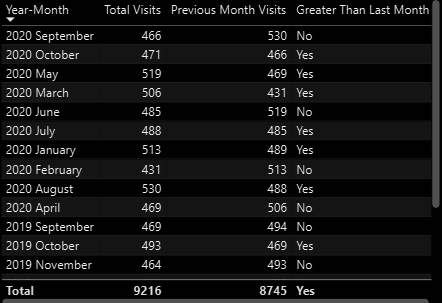 Year-Month Total Visits Previous Month Visits Greater Than Last Month
2020 September 466 530 No
2020 October 471 466 Yes
2020 May 519 469 Yes
2020 March 506 431 Yes
2020 June 485 519 No
2020 July 488 485 Yes
2020 January 513 489 Yes
2020 February 431 513 No
2020 August 530 488 Yes
2020 April 469 506 No
2019 September 469 494 No
2019 October 493 469 Yes
2019 November 464 493 No
Total 9216 8745 Yes